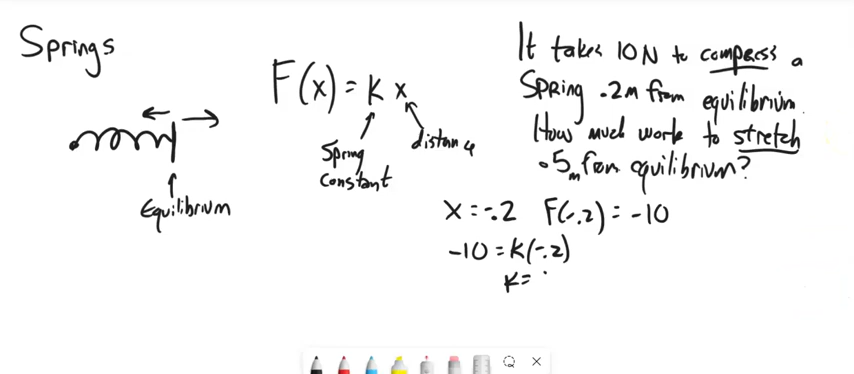 Springs
F(x) = K x
Spring
constant
distance
Equilibrium
It takes 10N to compress a
Spring .2m from equilibrium.
How much work to stretch
.5m from equilibrium?
x = -.2 F(-.2) = -10
-10 = K(-.2)
K =